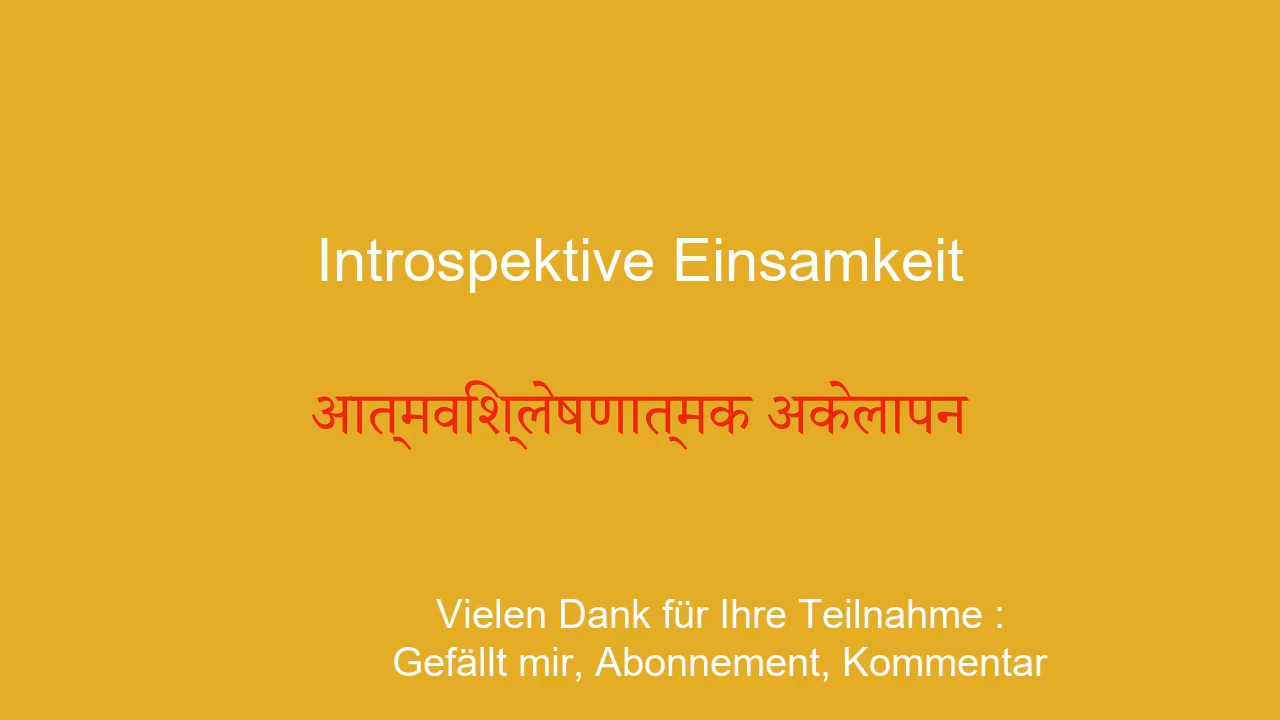 Introspektive Einsamkeit
आत्मविश्लेषणात्मक अकेलापन
Vielen Dank für Ihre Teilnahme :
Gefällt mir, Abonnement, Kommentar